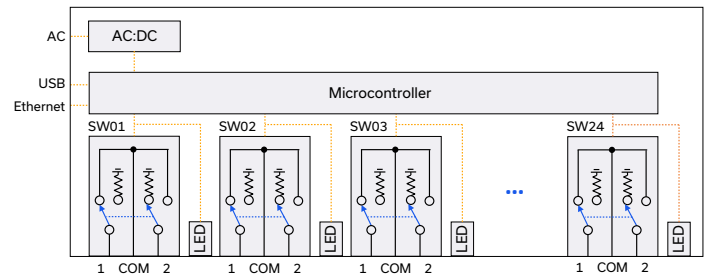 AC
AC:DC
USB
Microcontroller
Ethernet
SW01 SW02 SW03 SW24
...
LED LED LED LED
1 COM 2 1 COM 2 1 COM 2 1 COM 2